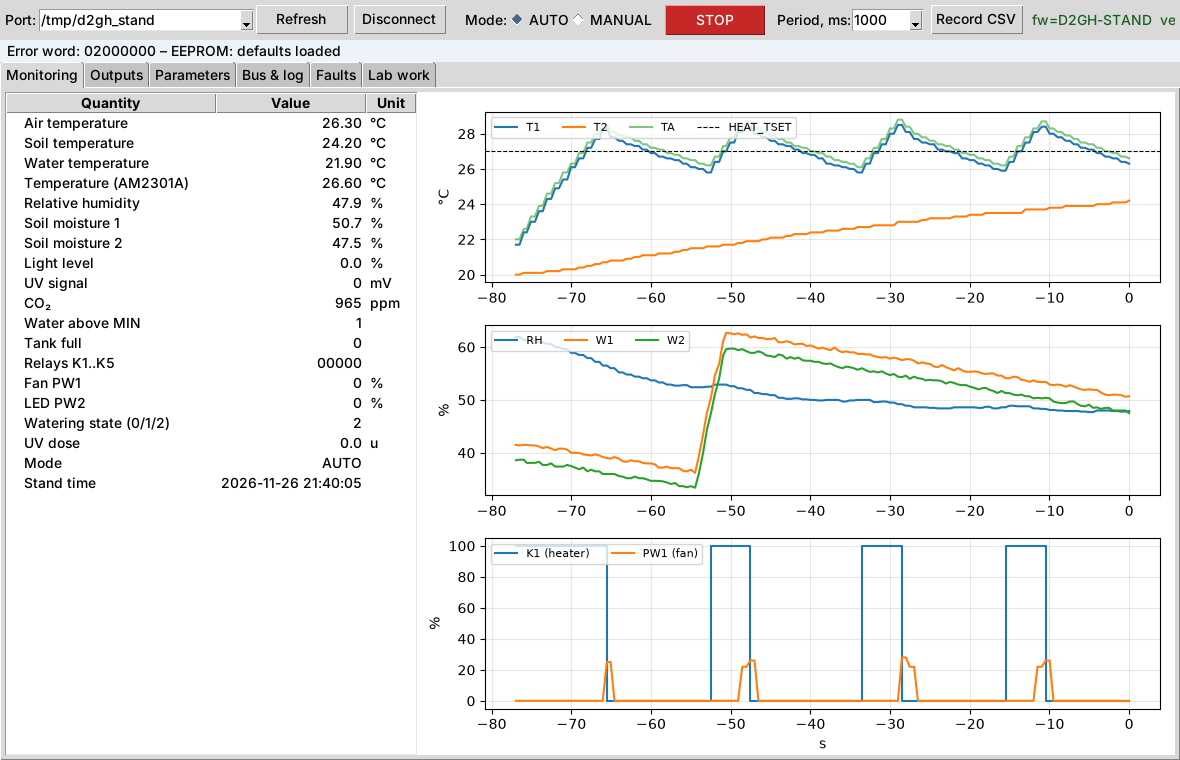 Port: /tmp/d2gh_stand Refresh Disconnect Mode: AUTO MANUAL STOP Period, ms: 1000 Record CSV fw=D2GH-STAND ve
Error word: 02000000 – EEPROM: defaults loaded
Monitoring Outputs Parameters Bus & log Faults Lab work
Quantity Value Unit
Air temperature 26.30 °C
Soil temperature 24.20 °C
Water temperature 21.90 °C
Temperature (AM2301A) 26.60 °C
Relative humidity 47.9 %
Soil moisture 1 50.7 %
Soil moisture 2 47.5 %
Light level 0.0 %
UV signal 0 mV
CO₂ 965 ppm
Water above MIN 1
Tank full 0
Relays K1..K5 00000
Fan PW1 0 %
LED PW2 0 %
Watering state (0/1/2) 2
UV dose 0.0 u
Mode AUTO
Stand time 2026-11-26 21:40:05
T1 T2 TA HEAT_TSET
28
26
24
22
20
°C
−80 −70 −60 −50 −40 −30 −20 −10 0
RH W1 W2
60
50
40
%
−80 −70 −60 −50 −40 −30 −20 −10 0
K1 (heater) PW1 (fan)
100
80
60
40
20
0
%
−80 −70 −60 −50 −40 −30 −20 −10 0
s